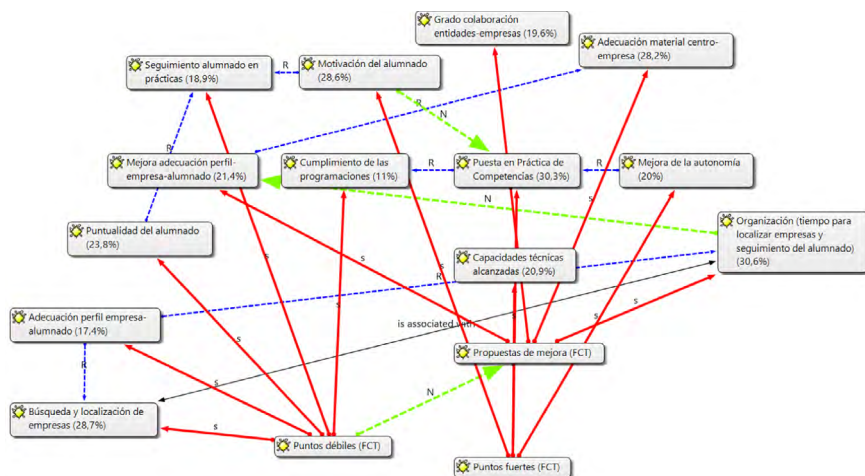 Grado colaboración
entidades-empresas (19,6%)
Adecuación material centro-
empresa (28,2%)
Seguimiento alumnado en
prácticas (18,9%)
R
Motivación del alumnado
(28,6%)
R
N
R
Mejora adecuación perfil-
empresa-alumnado (21,4%)
Cumplimiento de las
programaciones (11%)
R
Puesta en Práctica de
Competencias (30,3%)
R
Mejora de la autonomía
(20%)
N
s
Organización (tiempo para
localizar empresas y
seguimiento del alumnado)
(30,6%)
Puntualidad del alumnado
(23,8%)
s
s
s
Capacidades técnicas
alcanzadas (20,9%)
R
Adecuación perfil empresa-
alumnado (17,4%)
s
is associated with
s
s
s
R
s
s
Propuestas de mejora (FCT)
N
Búsqueda y localización de
empresas (28,7%)
s
Puntos débiles (FCT)
Puntos fuertes (FCT)